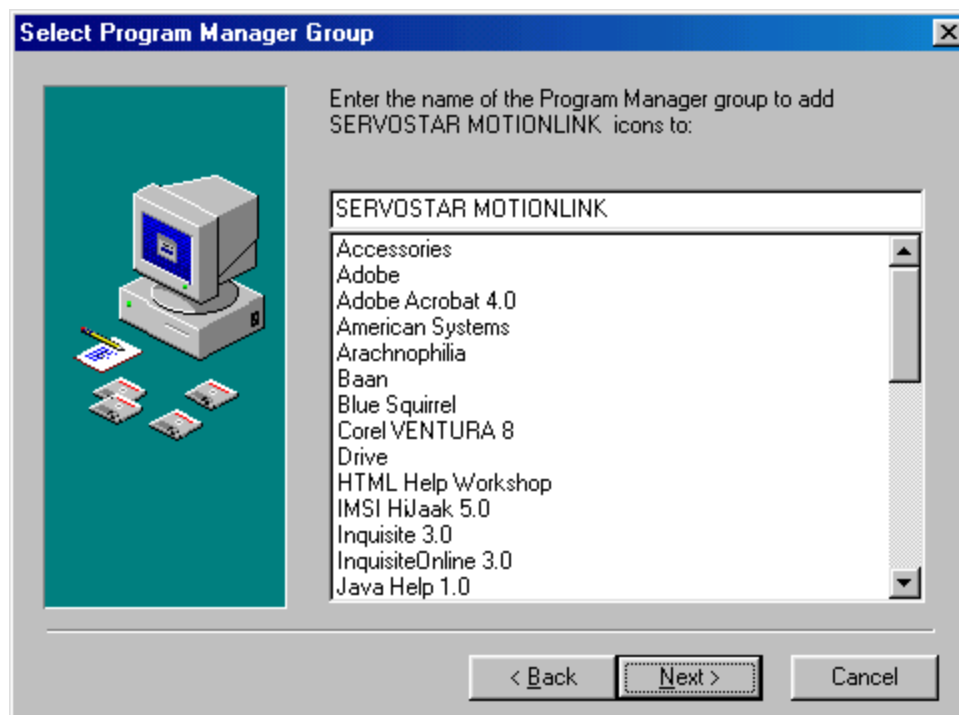 Select Program Manager Group
Enter the name of the Program Manager group to add
SERVOSTAR MOTIONLINK icons to:
SERVOSTAR MOTIONLINK
Accessories
Adobe
Adobe Acrobat 4.0
American Systems
Arachnophilia
Baan
Blue Squirrel
Corel VENTURA 8
Drive
HTML Help Workshop
IMSI HiJaak 5.0
Inquisite 3.0
InquisiteOnline 3.0
Java Help 1.0
< Back
Next >
Cancel